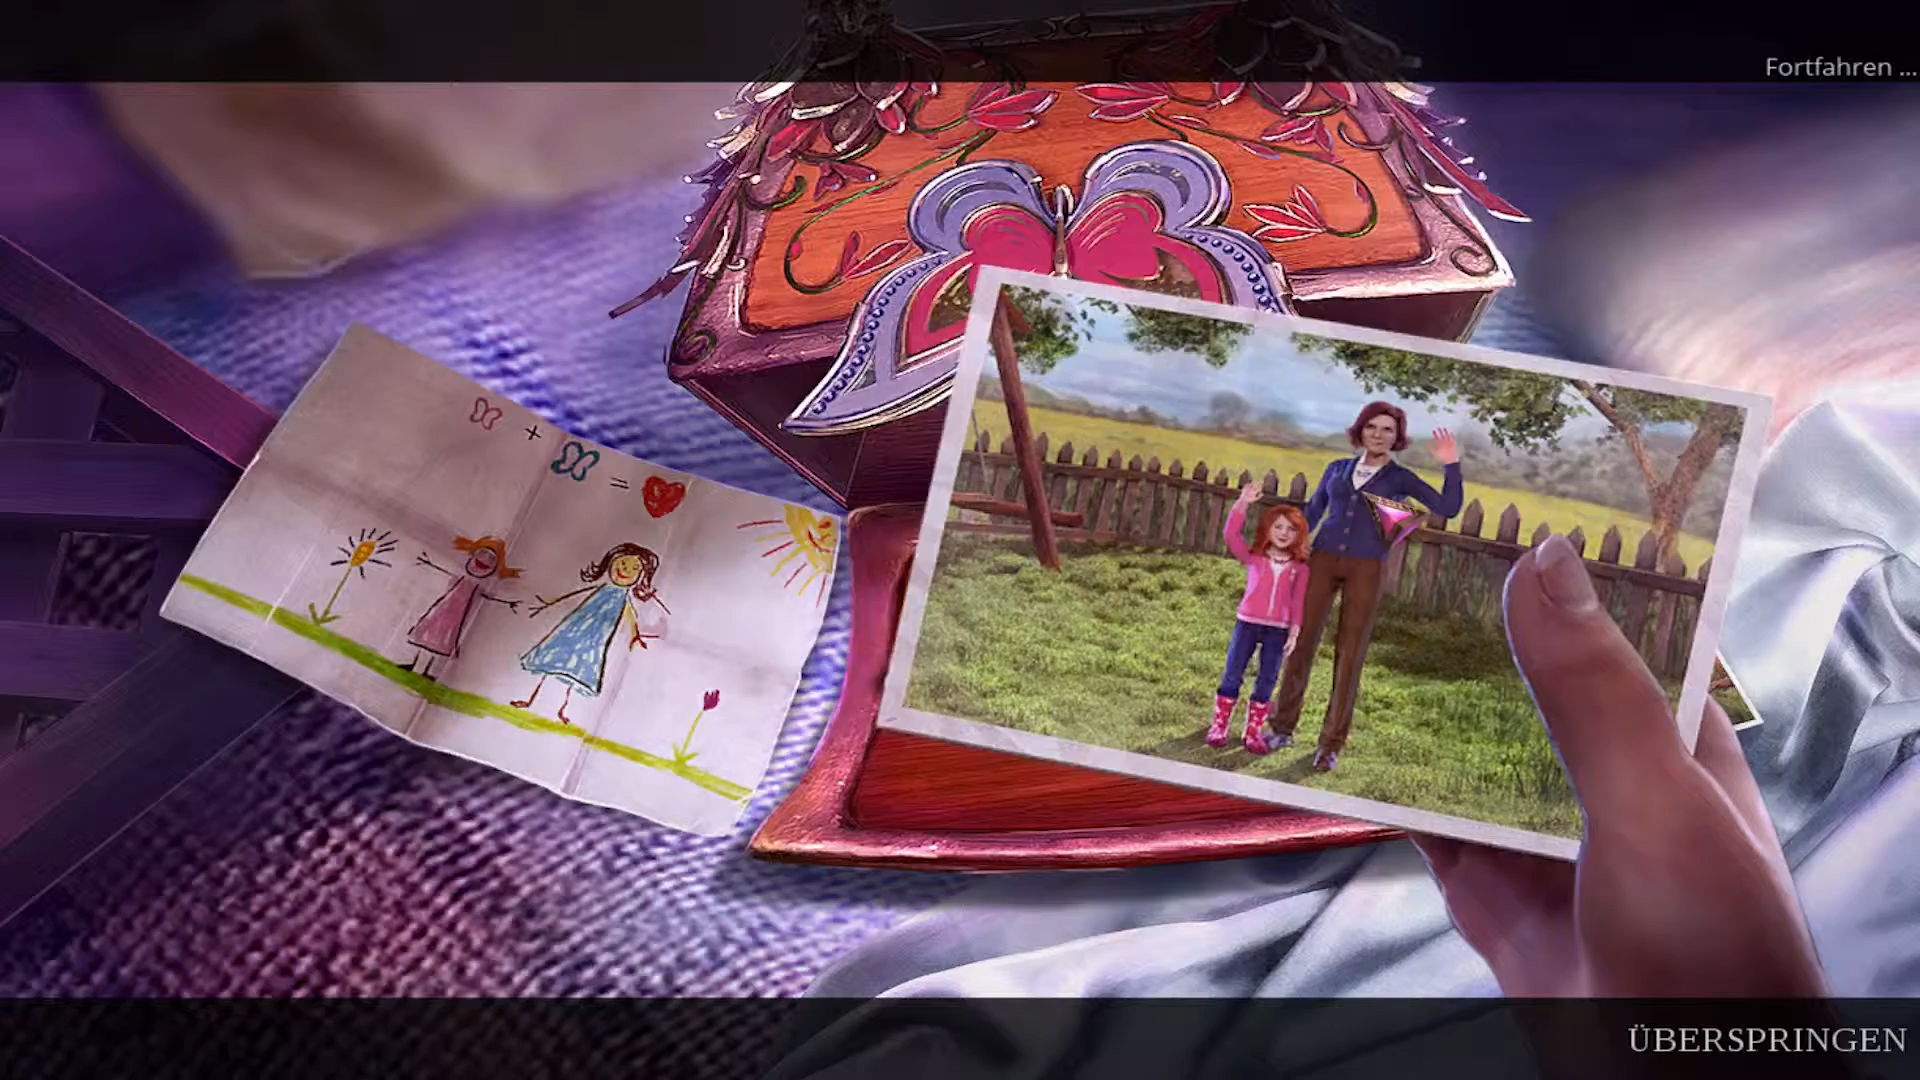 Fortfahren ...
+
=
ÜBERSPRINGEN